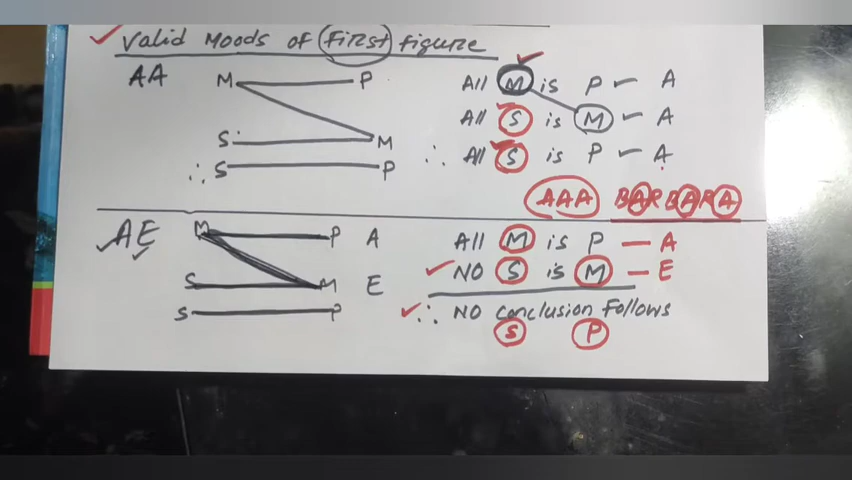 Valid Moods of First figure
AA M P All M is P A
All S is M A
S M
∴ S P ∴ All S is P A
AAA BARBARA
AE M P A All M is P — A
NO S is M — E
S M E
S P ∴ NO conclusion Follows
S P